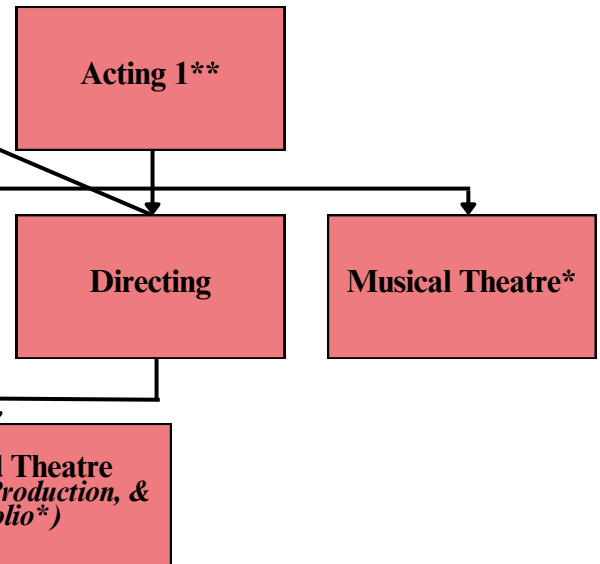 Acting 1**
Directing
Musical Theatre*
Theatre
Production, &
olio*)